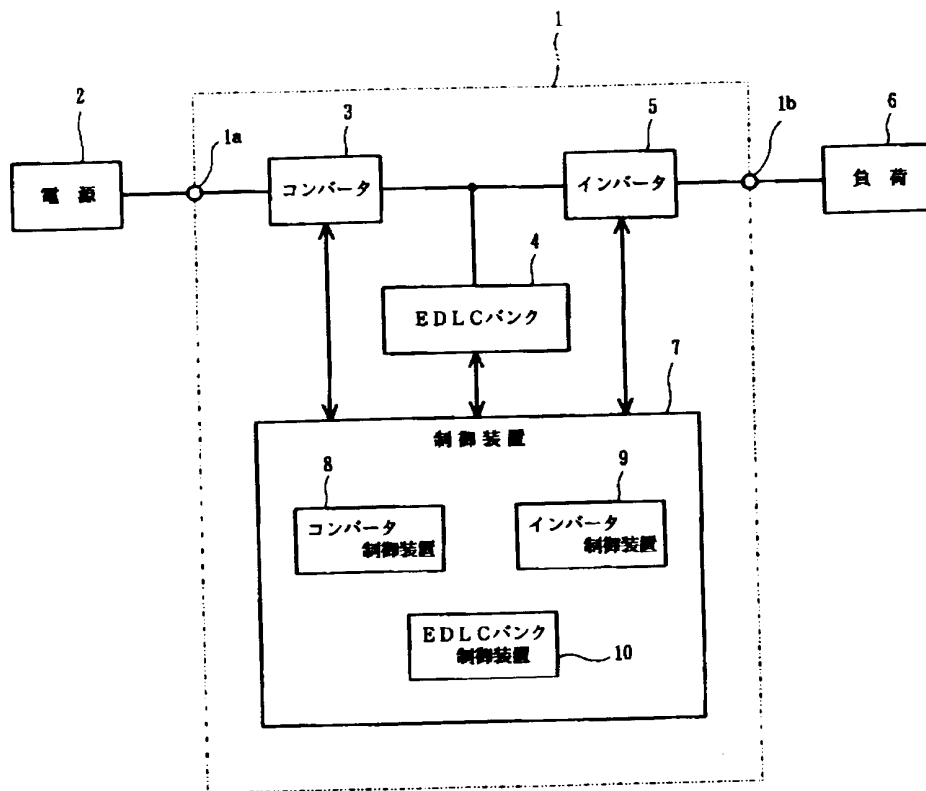 1
2
1a
3
5
1b
6
電源
コンバータ
インバータ
負荷
4
EDLCバンク
7
制御装置
8
9
コンバータ
制御装置
インバータ
制御装置
EDLCバンク
制御装置
10